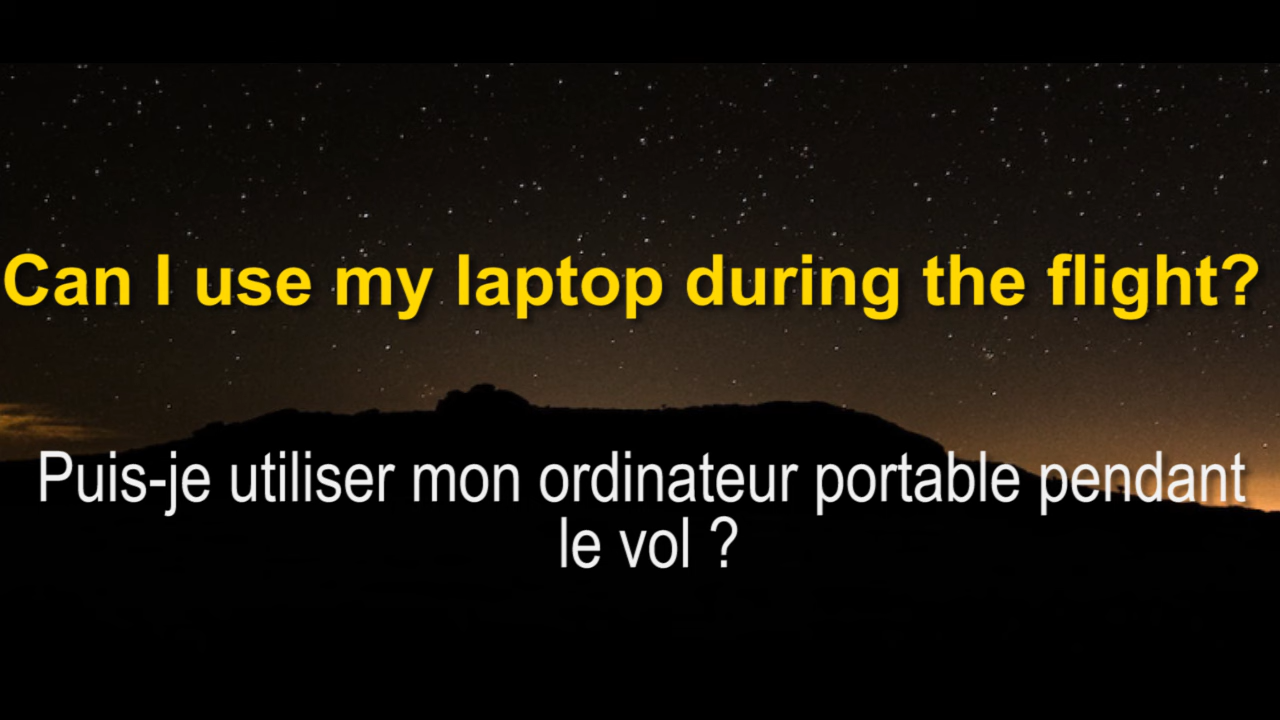 Can I use my laptop during the flight?
Puis-je utiliser mon ordinateur portable pendant
le vol ?